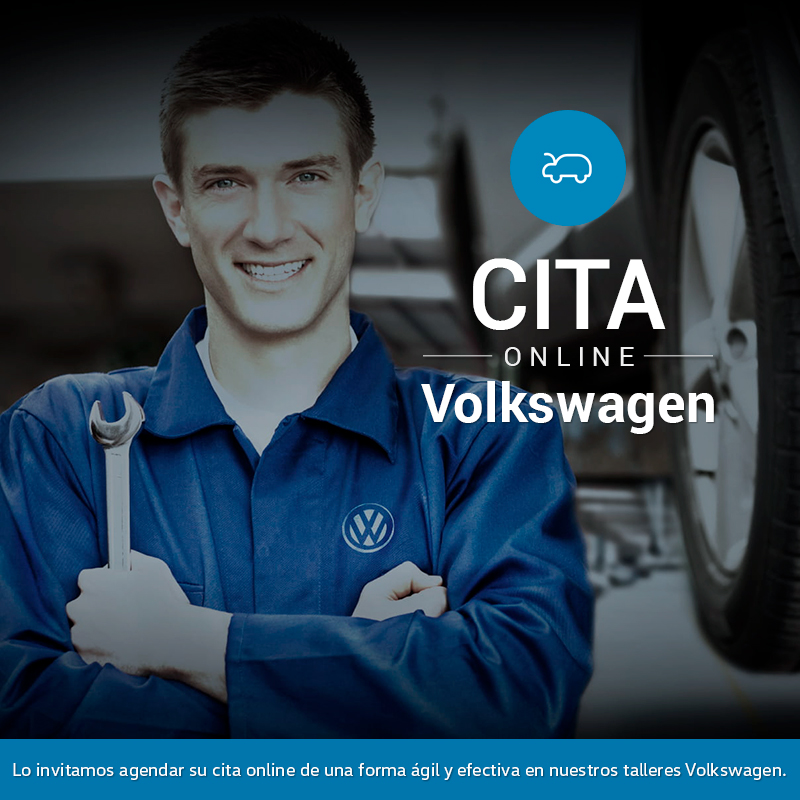 CITA
ONLINE
Volkswagen
Lo invitamos agendar su cita online de una forma ágil y efectiva en nuestros talleres Volkswagen.